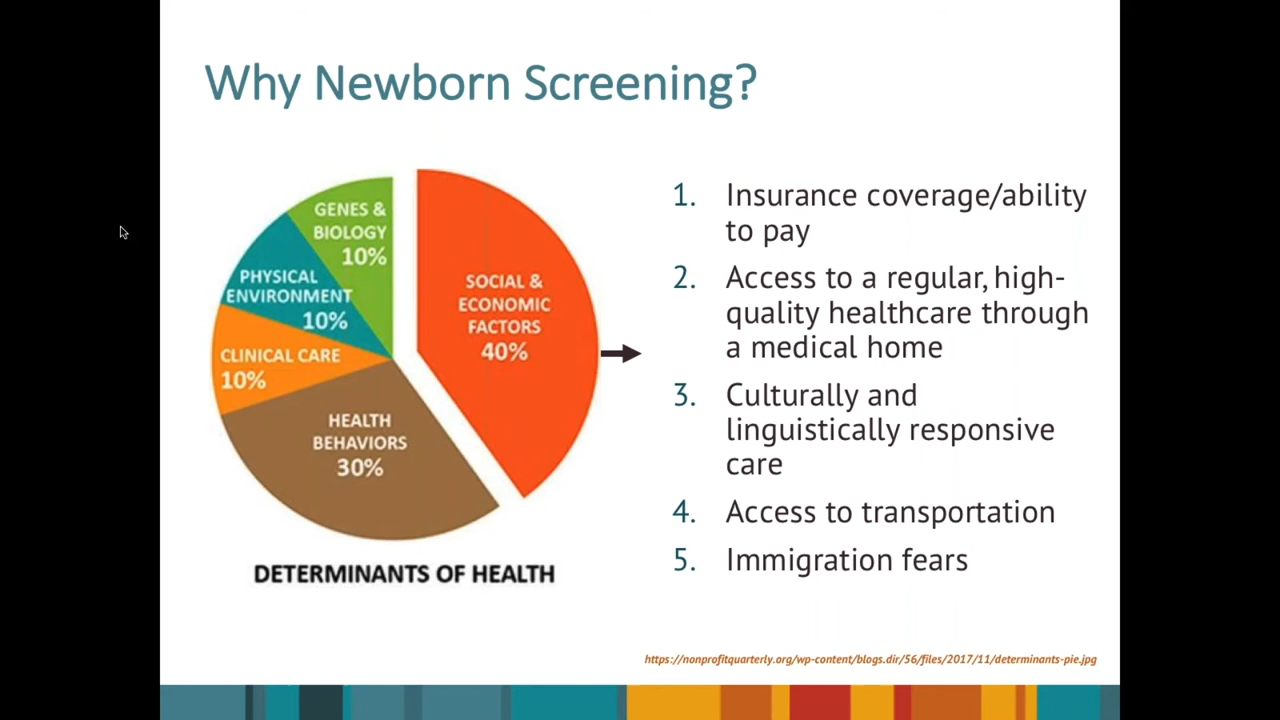 Why Newborn Screening?
GENES &
BIOLOGY
10%
PHYSICAL
ENVIRONMENT
10%
CLINICAL CARE
10%
HEALTH
BEHAVIORS
30%
SOCIAL &
ECONOMIC
FACTORS
40%
DETERMINANTS OF HEALTH
1. Insurance coverage/ability
to pay
2. Access to a regular, high-
quality healthcare through
a medical home
3. Culturally and
linguistically responsive
care
4. Access to transportation
5. Immigration fears
https://nonprofitquarterly.org/wp-content/blogs.dir/56/files/2017/11/determinants-pie.jpg